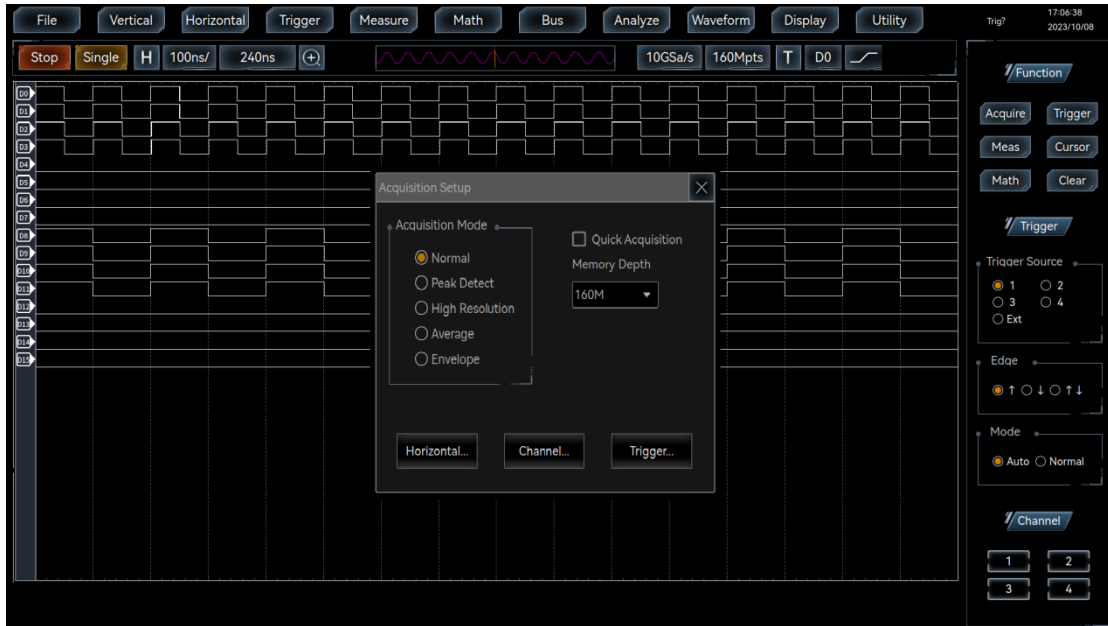 File Vertical Horizontal Trigger Measure Math Bus Analyze Waveform Display Utility
Trig? 17:06:38
2023/10/08
Stop Single H 100ns/ 240ns 10GSa/s 160Mpts T D0
Function
Acquire Trigger
Meas Cursor
Math Clear
D0
D1
D2
D3
D4
D5
D6
D7
D8
D9
D10
D11
D12
D13
D14
D15
Acquisition Setup
Acquisition Mode
Normal
Peak Detect
High Resolution
Average
Envelope
Quick Acquisition
Memory Depth
160M
Horizontal... Channel... Trigger...
Trigger
Trigger Source
1 2
3 4
Ext
Edge
↑ ↓ ↑↓
Mode
Auto Normal
Channel
1 2
3 4